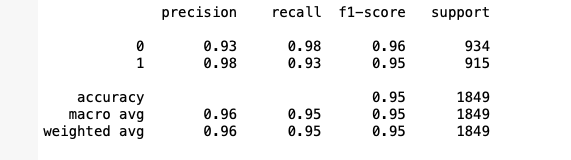 precision recall f1-score support
0 0.93 0.98 0.96 934
1 0.98 0.93 0.95 915
accuracy 0.95 1849
macro avg 0.96 0.95 0.95 1849
weighted avg 0.96 0.95 0.95 1849